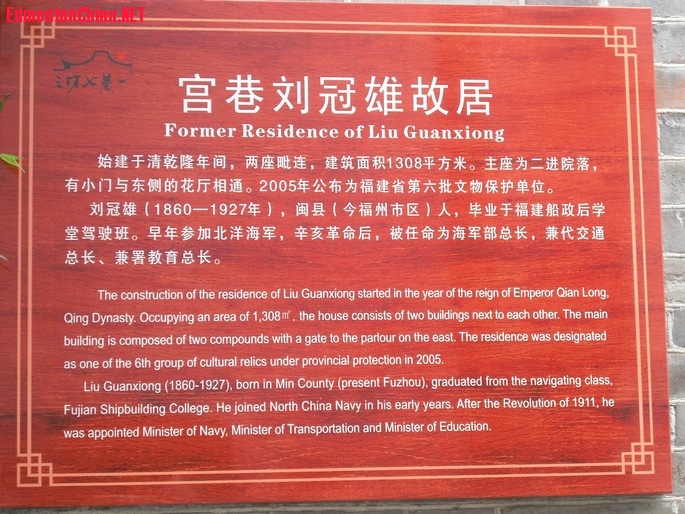 EdmontonChina.NET
三坊七巷
宫巷刘冠雄故居
Former Residence of Liu Guanxiong
始建于清乾隆年间，两座毗连，建筑面积1308平方米。主座为二进院落，
有小门与东侧的花厅相通。2005年公布为福建省第六批文物保护单位。
刘冠雄（1860—1927年），闽县（今福州市区）人，毕业于福建船政后学
堂驾驶班。早年参加北洋海军，辛亥革命后，被任命为海军部总长，兼代交通
总长、兼署教育总长。
The construction of the residence of Liu Guanxiong started in the year of the reign of Emperor Qian Long,
Qing Dynasty. Occupying an area of 1,308㎡, the house consists of two buildings next to each other. The main
building is composed of two compounds with a gate to the parlour on the east. The residence was designated
as one of the 6th group of cultural relics under provincial protection in 2005.
Liu Guanxiong (1860-1927), born in Min County (present Fuzhou), graduated from the navigating class,
Fujian Shipbuilding College. He joined North China Navy in his early years. After the Revolution of 1911, he
was appointed Minister of Navy, Minister of Transportation and Minister of Education.